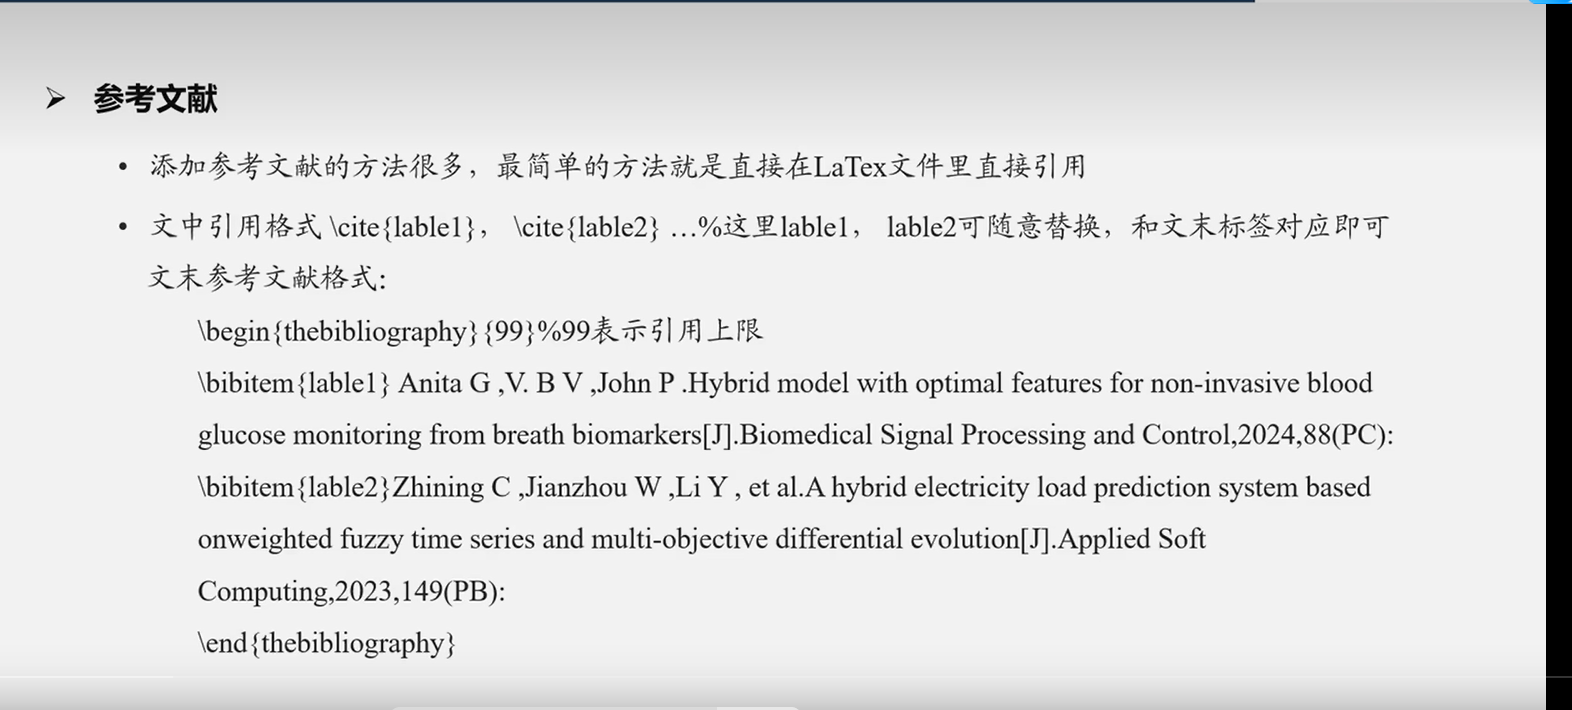 ➢ 参考文献
• 添加参考文献的方法很多，最简单的方法就是直接在LaTex文件里直接引用
• 文中引用格式 \cite{lable1}， \cite{lable2} …%这里lable1， lable2可随意替换，和文末标签对应即可
文末参考文献格式:
\begin{thebibliography}{99}%99表示引用上限
\bibitem{lable1} Anita G ,V. B V ,John P .Hybrid model with optimal features for non-invasive blood
glucose monitoring from breath biomarkers[J].Biomedical Signal Processing and Control,2024,88(PC):
\bibitem{lable2}Zhining C ,Jianzhou W ,Li Y , et al.A hybrid electricity load prediction system based
onweighted fuzzy time series and multi-objective differential evolution[J].Applied Soft
Computing,2023,149(PB):
\end{thebibliography}